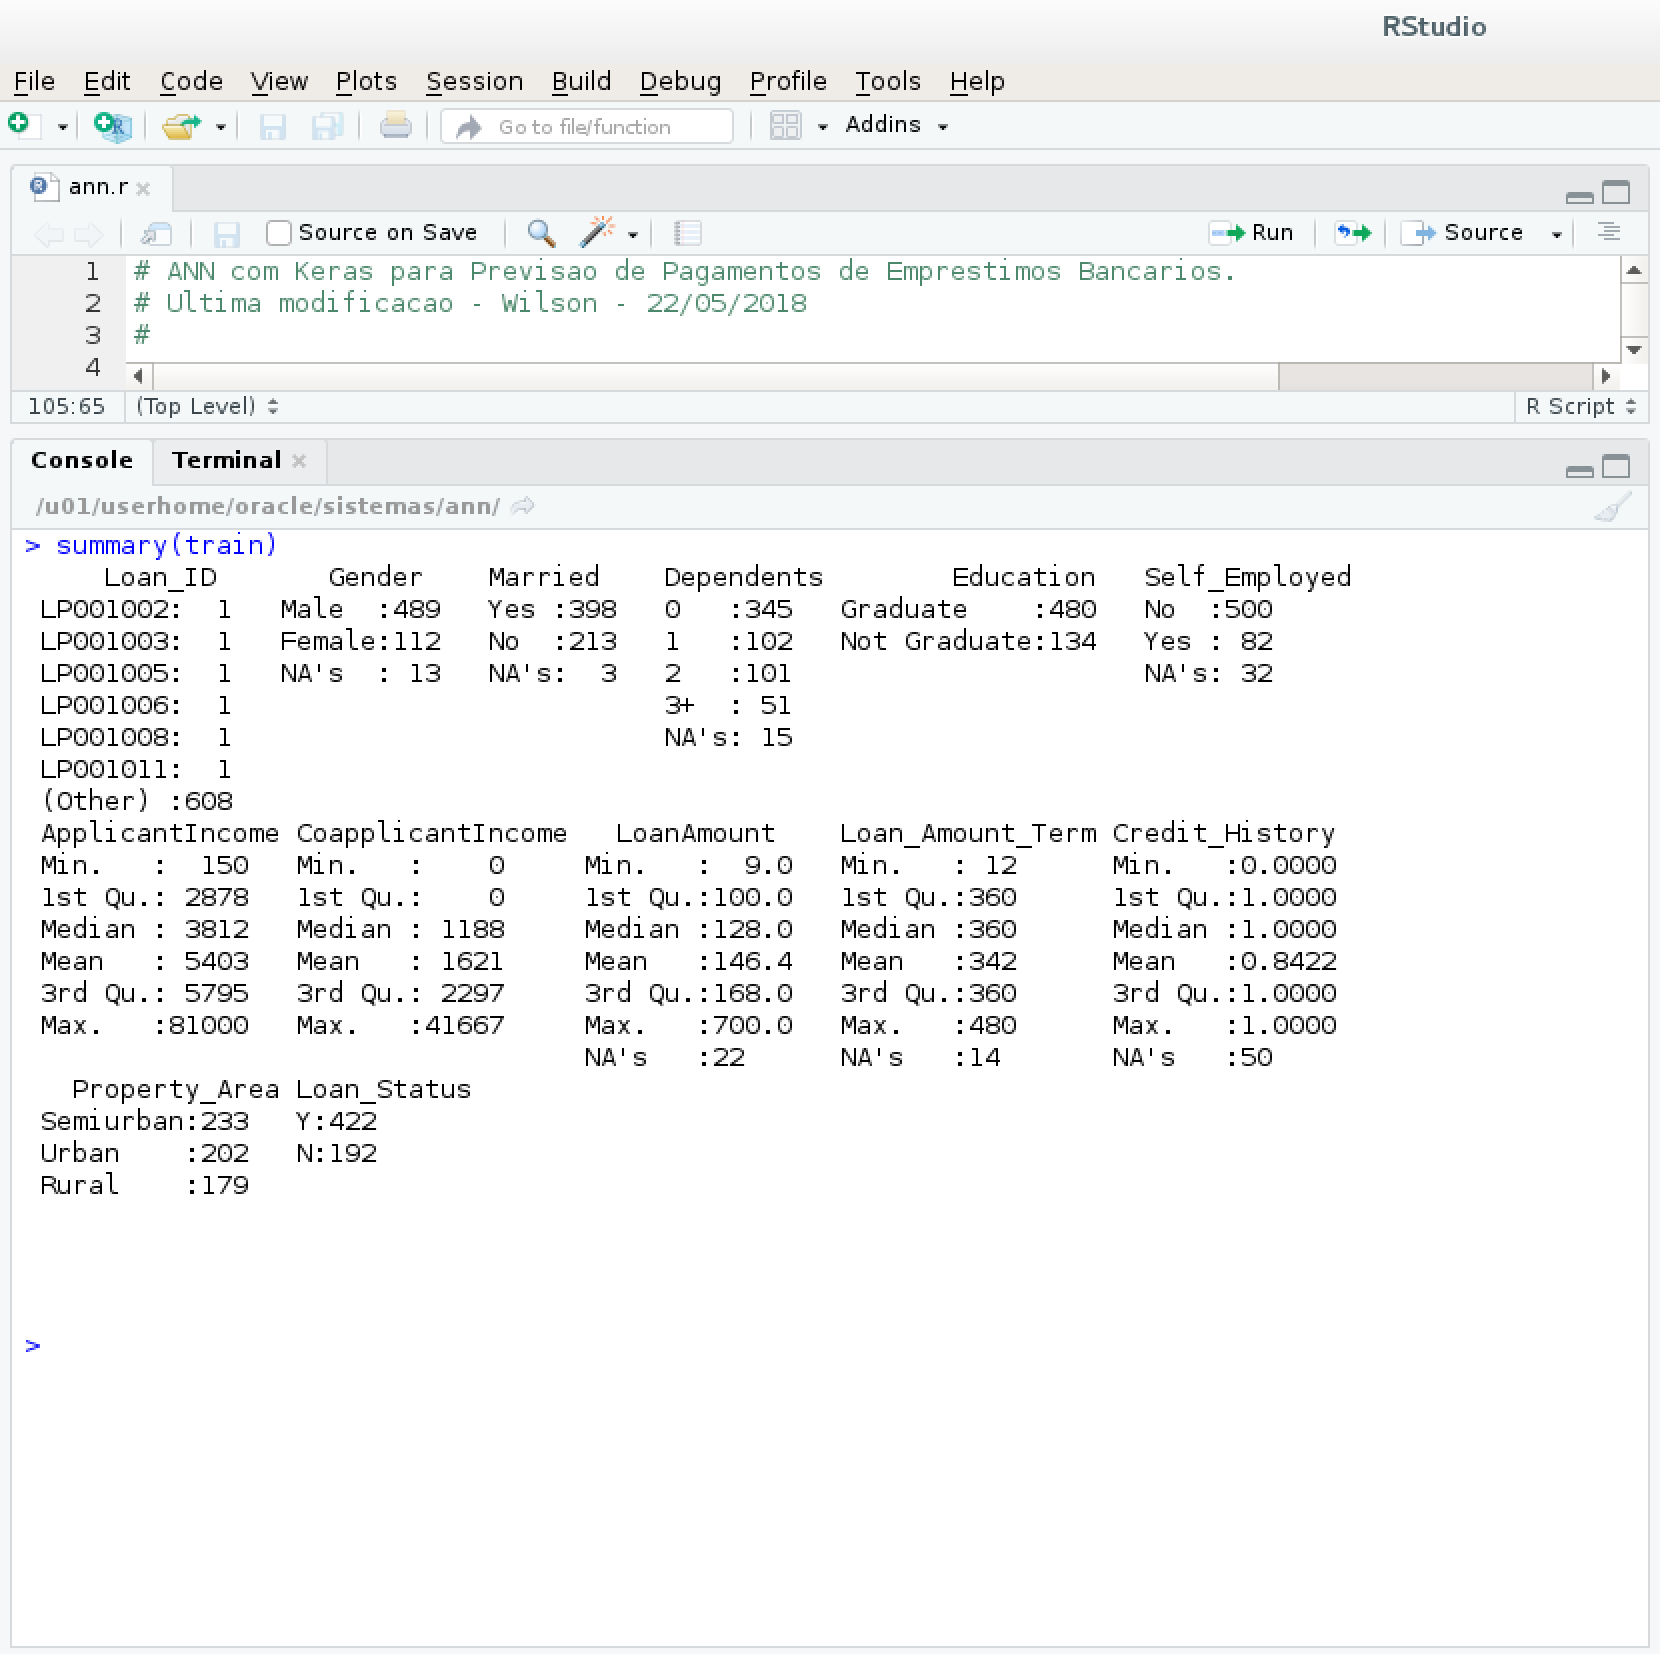 RStudio
File Edit Code View Plots Session Build Debug Profile Tools Help
Go to file/function Addins
ann.r
Source on Save Run Source
1 # ANN com Keras para Previsao de Pagamentos de Emprestimos Bancarios.
2 # Ultima modificacao - Wilson - 22/05/2018
3 #
4
105:65 (Top Level) R Script
Console Terminal
/u01/userhome/oracle/sistemas/ann/
> summary(train)
Loan_ID Gender Married Dependents Education Self_Employed
LP001002: 1 Male :489 Yes :398 0 :345 Graduate :480 No :500
LP001003: 1 Female:112 No :213 1 :102 Not Graduate:134 Yes : 82
LP001005: 1 NA's : 13 NA's: 3 2 :101 NA's: 32
LP001006: 1 3+ : 51
LP001008: 1 NA's: 15
LP001011: 1
(Other) :608
ApplicantIncome CoapplicantIncome LoanAmount Loan_Amount_Term Credit_History
Min. : 150 Min. : 0 Min. : 9.0 Min. : 12 Min. :0.0000
1st Qu.: 2878 1st Qu.: 0 1st Qu.:100.0 1st Qu.:360 1st Qu.:1.0000
Median : 3812 Median : 1188 Median :128.0 Median :360 Median :1.0000
Mean : 5403 Mean : 1621 Mean :146.4 Mean :342 Mean :0.8422
3rd Qu.: 5795 3rd Qu.: 2297 3rd Qu.:168.0 3rd Qu.:360 3rd Qu.:1.0000
Max. :81000 Max. :41667 Max. :700.0 Max. :480 Max. :1.0000
NA's :22 NA's :14 NA's :50
Property_Area Loan_Status
Semiurban:233 Y:422
Urban :202 N:192
Rural :179
>